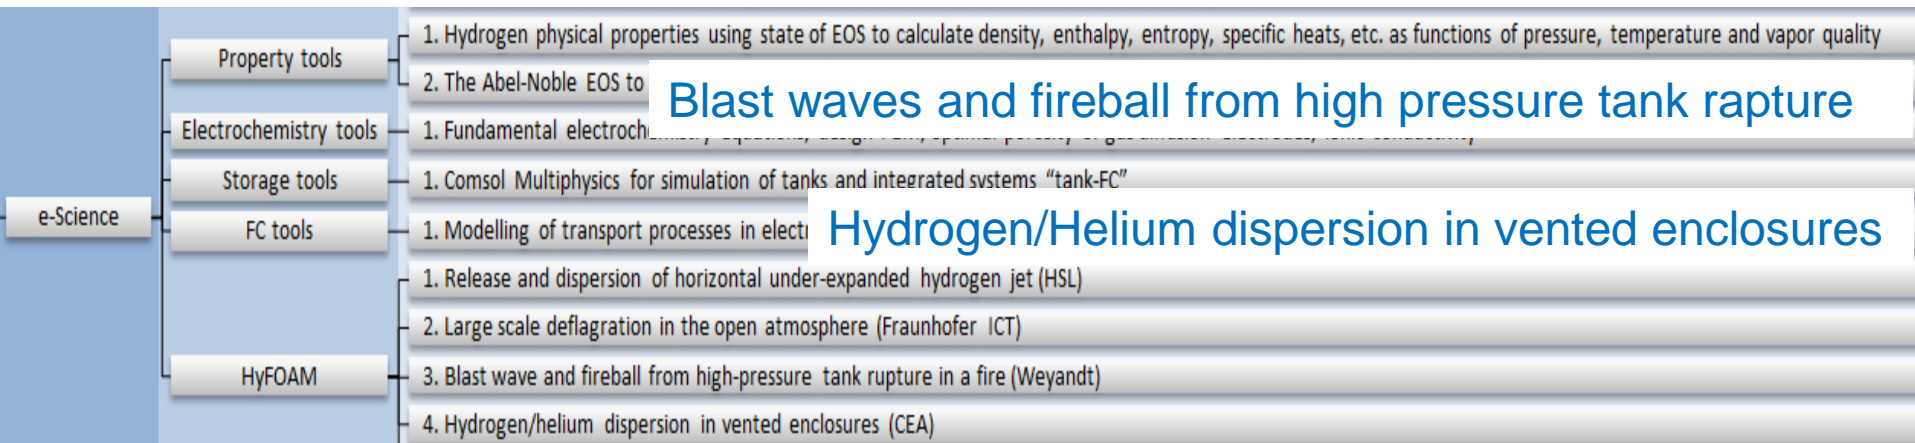 e-Science
Property tools
1. Hydrogen physical properties using state of EOS to calculate density, enthalpy, entropy, specific heats, etc. as functions of pressure, temperature and vapor quality
2. The Abel-Noble EOS to
Blast waves and fireball from high pressure tank rapture
Electrochemistry tools
1. Fundamental
Storage tools
1. Comsol Multiphysics for simulation of tanks and integrated systems “tank-FC”
FC tools
1. Modelling of transport processes in
Hydrogen/Helium dispersion in vented enclosures
HyFOAM
1. Release and dispersion of horizontal under-expanded hydrogen jet (HSL)
2. Large scale deflagration in the open atmosphere (Fraunhofer ICT)
3. Blast wave and fireball from high-pressure tank rupture in a fire (Weyandt)
4. Hydrogen/helium dispersion in vented enclosures (CEA)